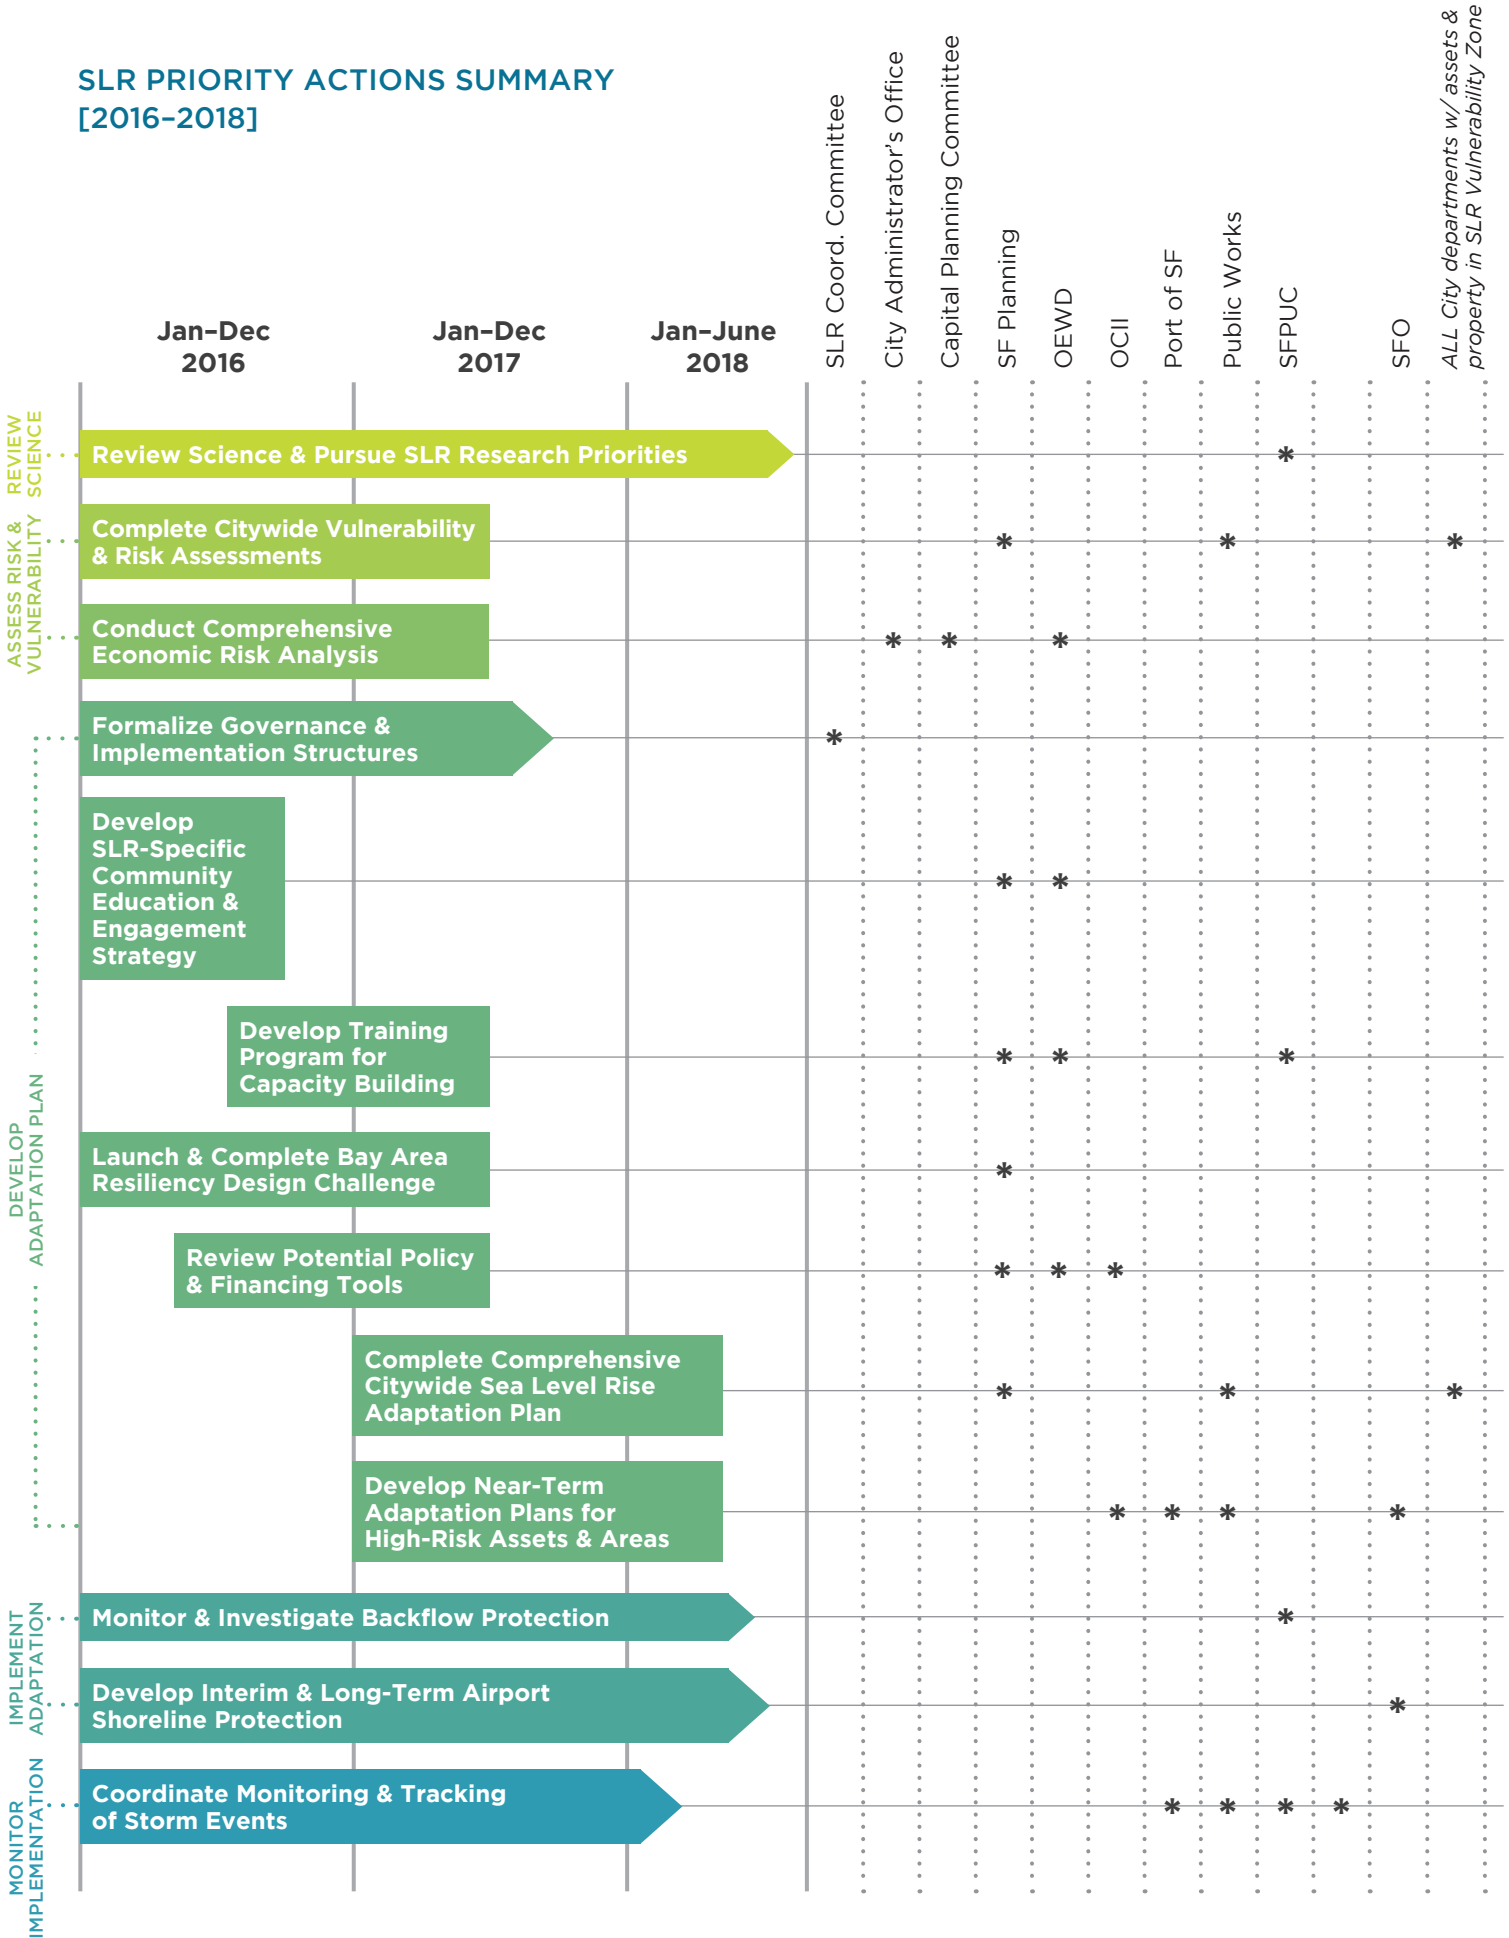 SLR PRIORITY ACTIONS SUMMARY
[2016–2018]
Jan–Dec
2016
Jan–Dec
2017
Jan–June
2018
SLR Coord. Committee
City Administrator's Office
Capital Planning Committee
SF Planning
OEWD
OCII
Port of SF
Public Works
SFPUC
SFO
ALL City departments w/ assets &
property in SLR Vulnerability Zone
REVIEW
SCIENCE
Review Science & Pursue SLR Research Priorities
*
ASSESS RISK &
VULNERABILITY
Complete Citywide Vulnerability
& Risk Assessments
* * *
Conduct Comprehensive
Economic Risk Analysis
* * *
DEVELOP
ADAPTATION PLAN
Formalize Governance &
Implementation Structures
*
Develop
SLR-Specific
Community
Education &
Engagement
Strategy
* *
Develop Training
Program for
Capacity Building
* * *
Launch & Complete Bay Area
Resiliency Design Challenge
*
Review Potential Policy
& Financing Tools
* * *
Complete Comprehensive
Citywide Sea Level Rise
Adaptation Plan
* * *
Develop Near-Term
Adaptation Plans for
High-Risk Assets & Areas
* * * *
IMPLEMENT
ADAPTATION
Monitor & Investigate Backflow Protection
*
Develop Interim & Long-Term Airport
Shoreline Protection
*
MONITOR
IMPLEMENTATION
Coordinate Monitoring & Tracking
of Storm Events
* * * *